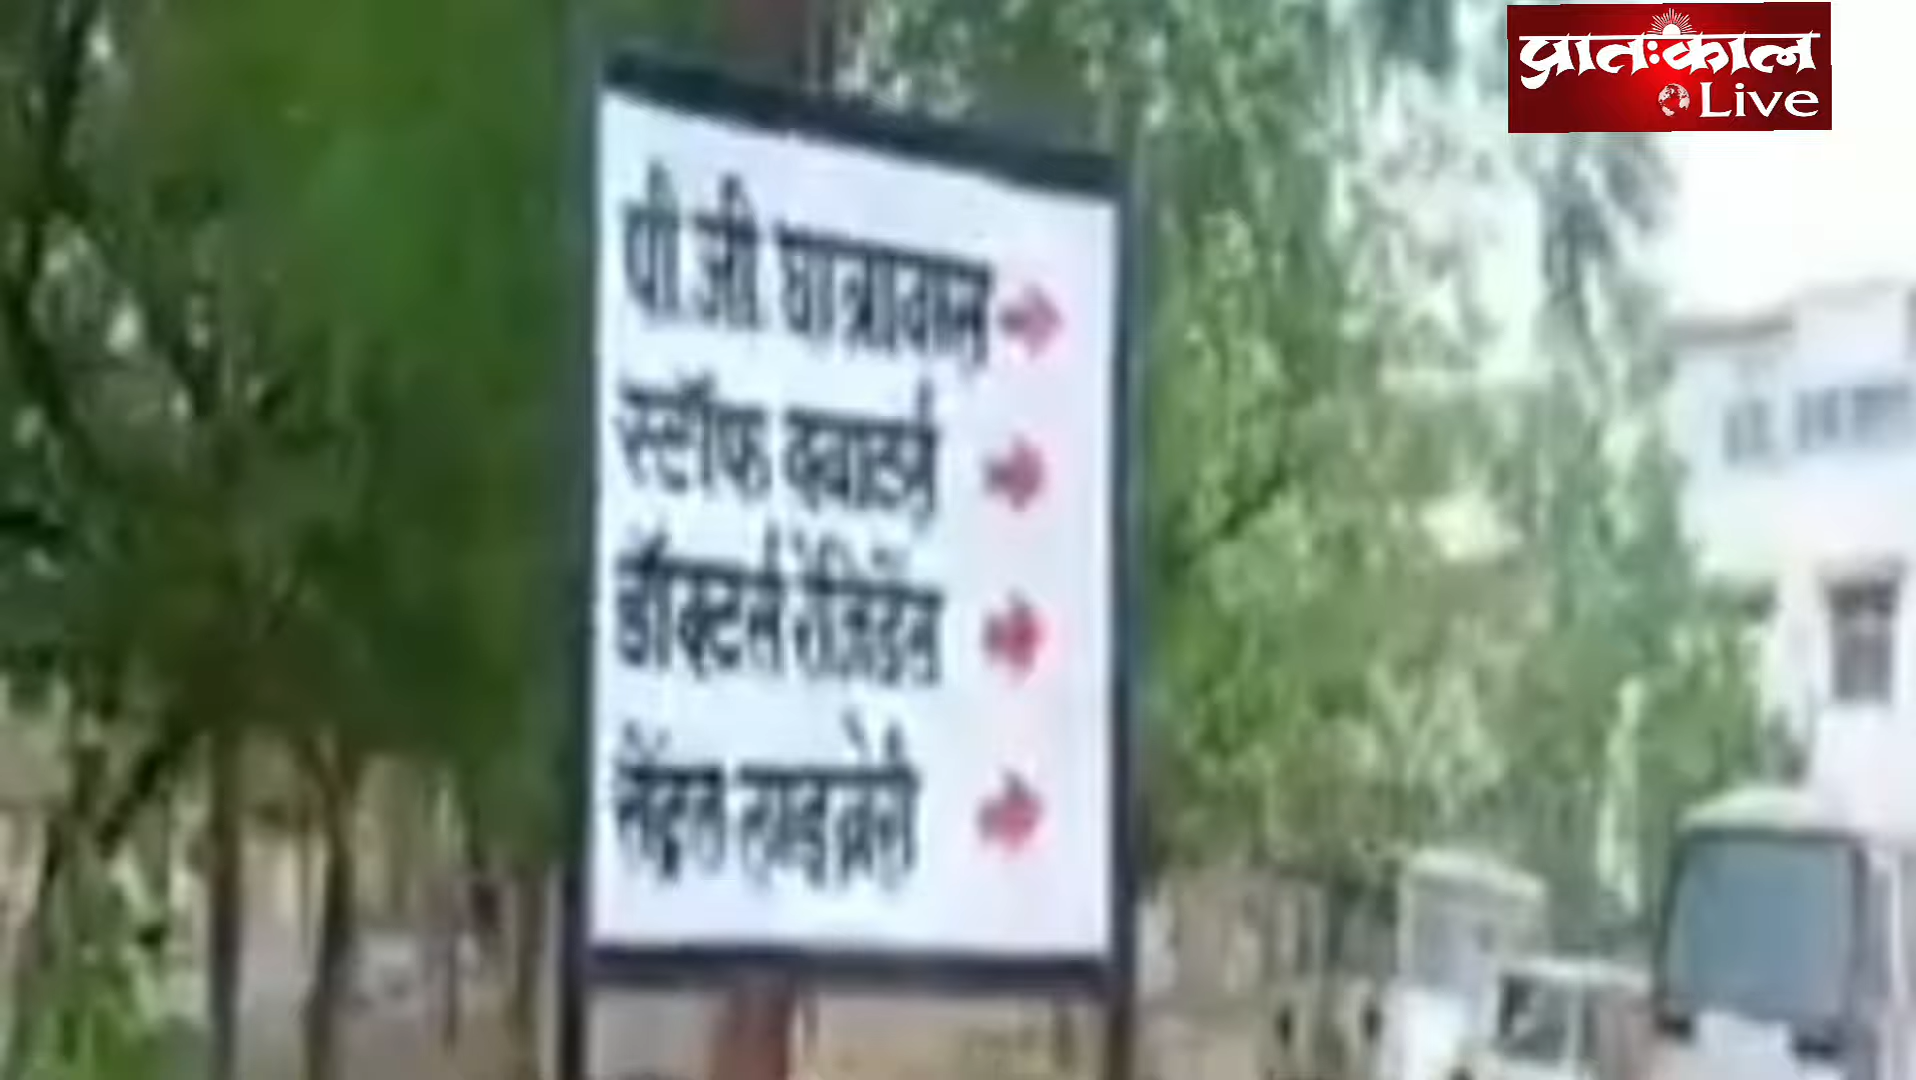 प्रातःकाल
Live
पी जी छात्रावास
स्टॉफ क्वाटर्स
डॉक्टर्स रेजिडेंस
सेंट्रल लाइब्रेरी